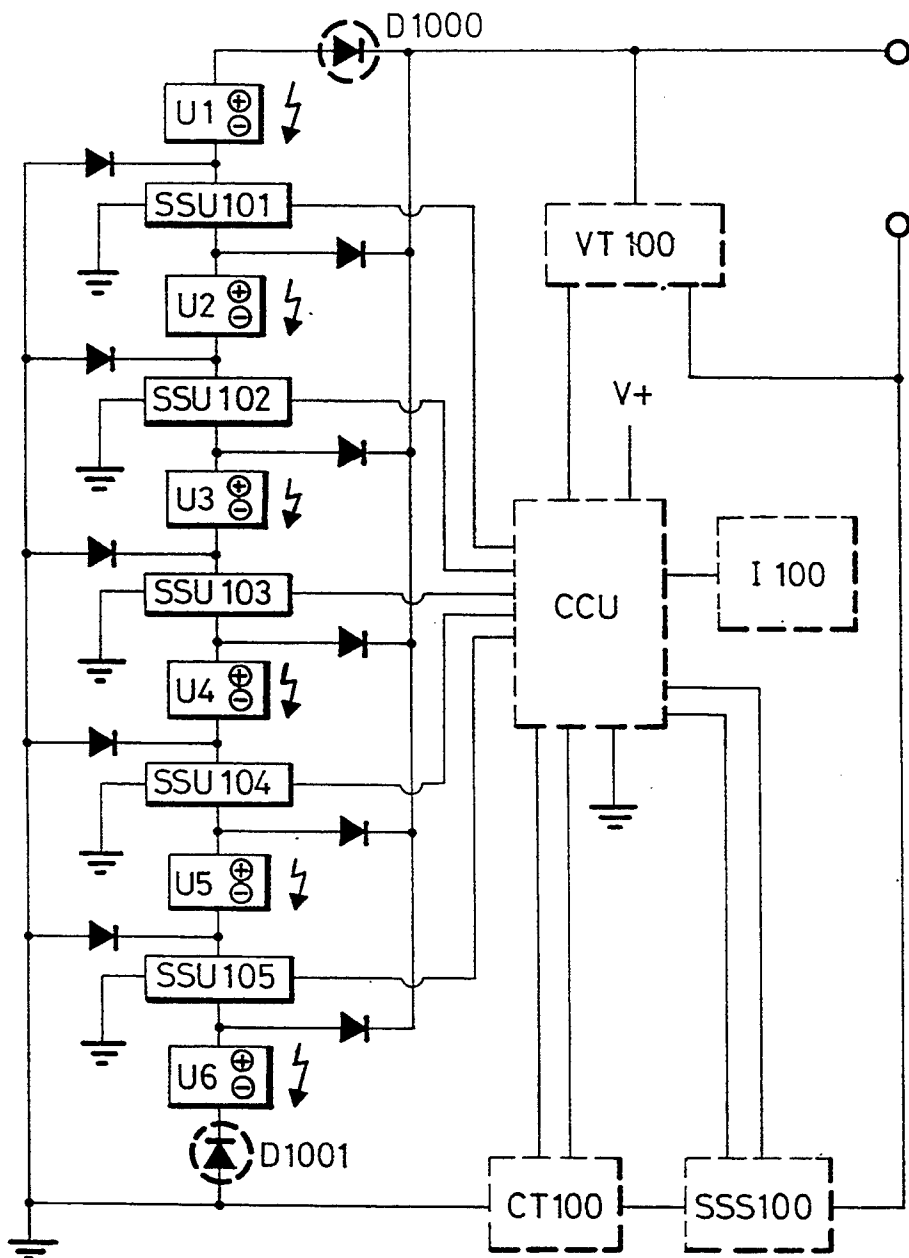 D1000
U1 ⊕ ⊖
SSU101
VT 100
U2 ⊕ ⊖
SSU 102
V+
U3 ⊕ ⊖
SSU 103
CCU
I 100
U4 ⊕ ⊖
SSU 104
U5 ⊕ ⊖
SSU 105
U6 ⊕ ⊖
D1001
CT100
SSS100